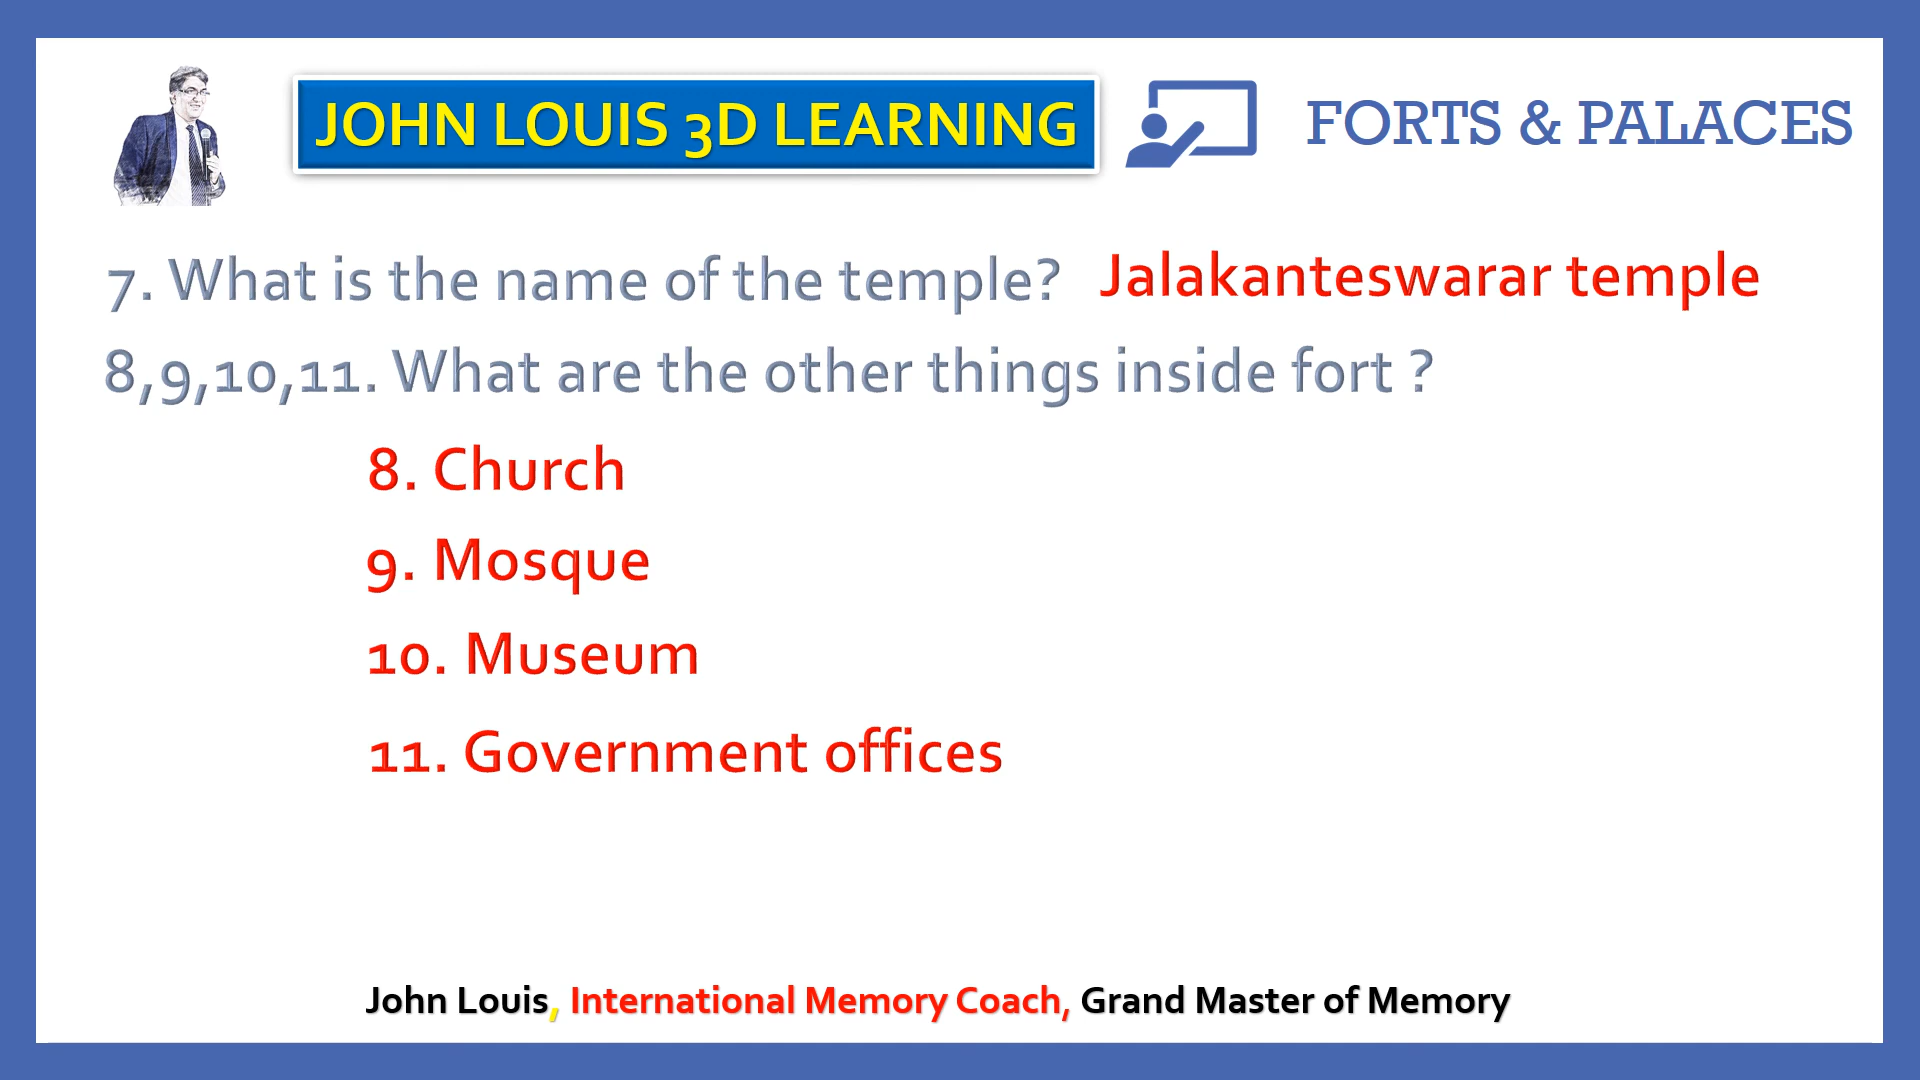 JOHN LOUIS 3D LEARNING
FORTS & PALACES
7. What is the name of the temple? Jalakanteswarar temple
8,9,10,11. What are the other things inside fort ?
8. Church
9. Mosque
10. Museum
11. Government offices
John Louis, International Memory Coach, Grand Master of Memory